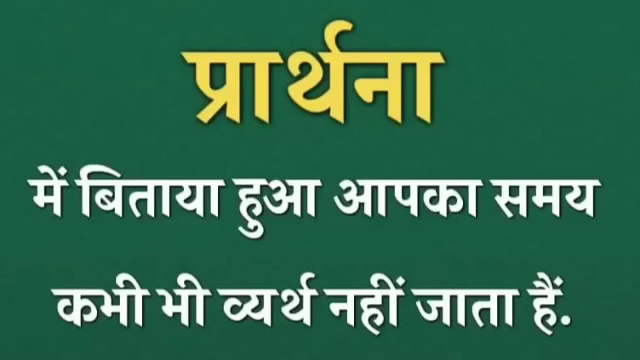 प्रार्थना
में बिताया हुआ आपका समय
कभी भी व्यर्थ नहीं जाता हैं.